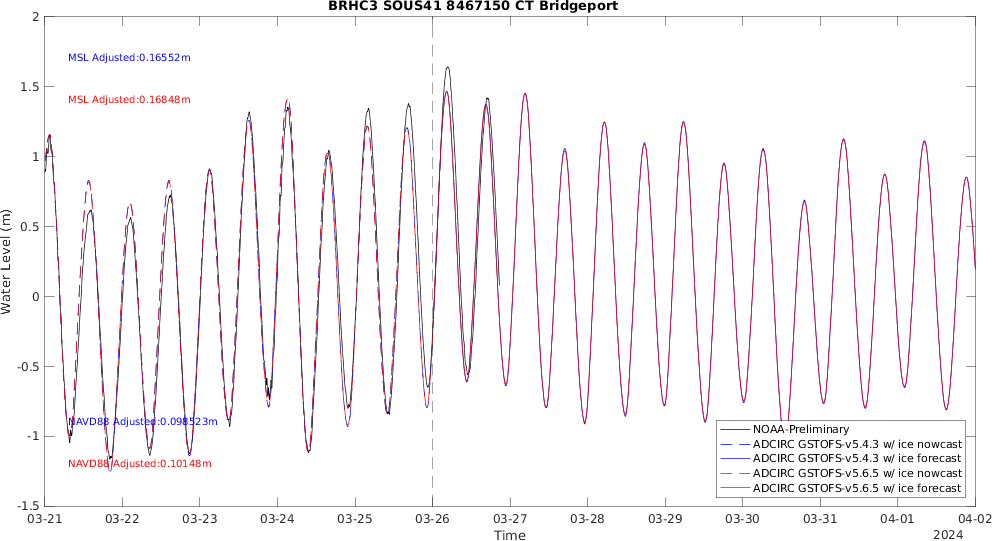 BRHC3 SOUS41 8467150 CT Bridgeport
2
MSL Adjusted:0.16552m
1.5
MSL Adjusted:0.16848m
1
0.5
Water Level (m)
0
-0.5
NAVD88 Adjusted:0.098523m
-1
NAVD88 Adjusted:0.10148m
-1.5
NOAA-Preliminary
ADCIRC GSTOFS-v5.4.3 w/ ice nowcast
ADCIRC GSTOFS-v5.4.3 w/ ice forecast
ADCIRC GSTOFS-v5.6.5 w/ ice nowcast
ADCIRC GSTOFS-v5.6.5 w/ ice forecast
03-21 03-22 03-23 03-24 03-25 03-26 03-27 03-28 03-29 03-30 03-31 04-01 04-02
Time
2024